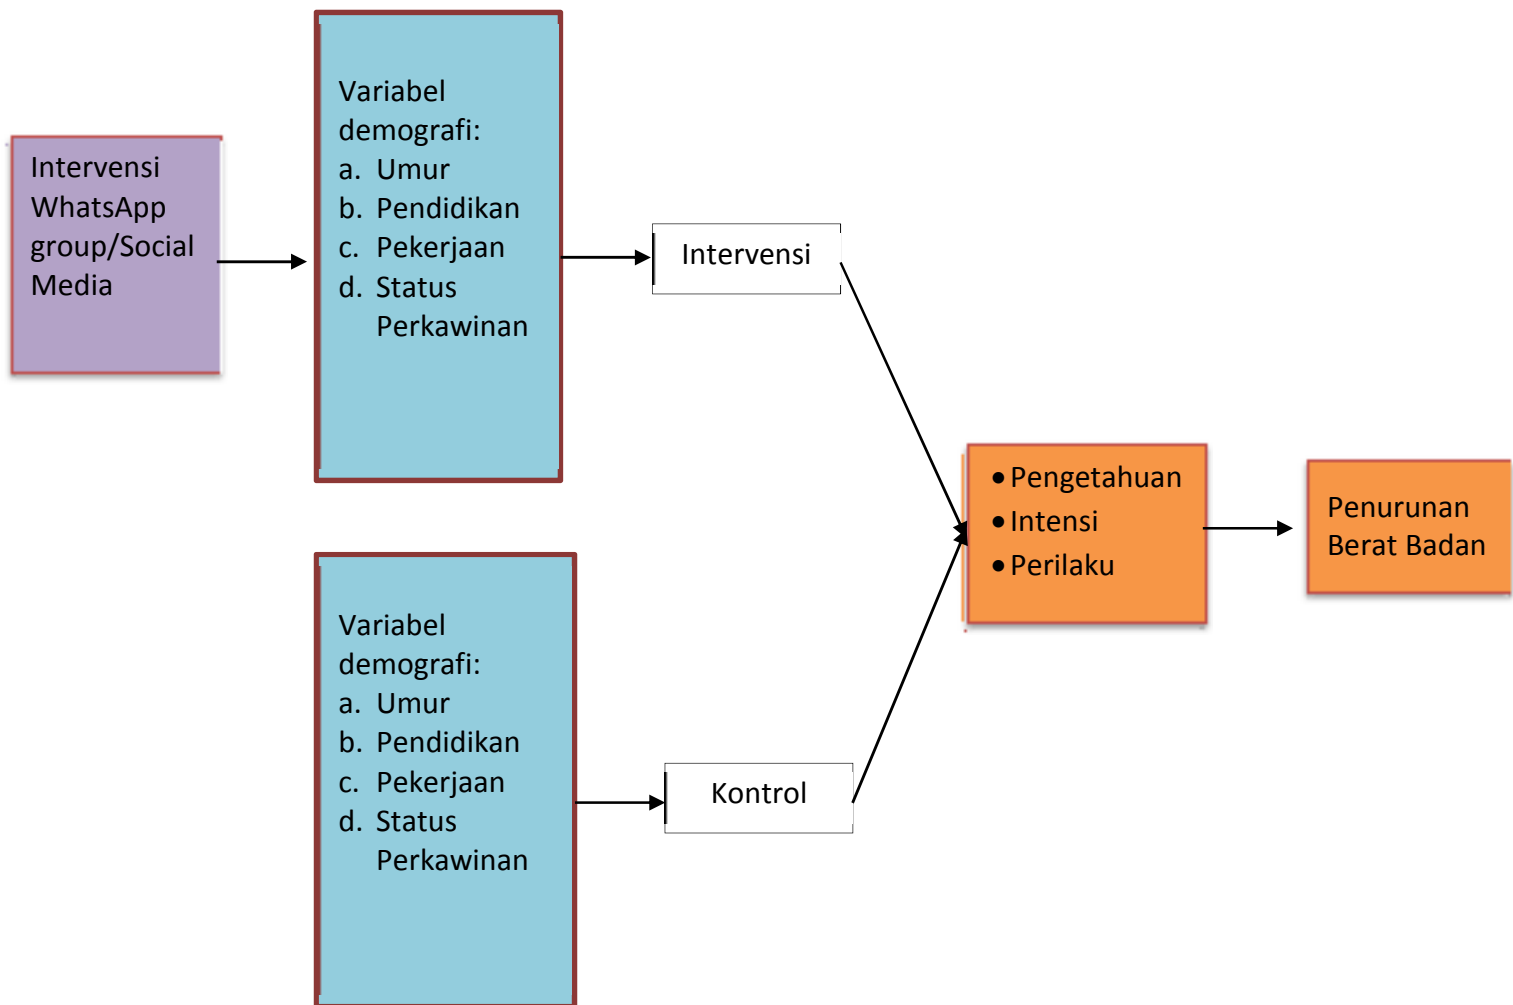 Intervensi
WhatsApp
group/Social
Media
Variabel
demografi:
a. Umur
b. Pendidikan
c. Pekerjaan
d. Status
Perkawinan
Intervensi
Variabel
demografi:
a. Umur
b. Pendidikan
c. Pekerjaan
d. Status
Perkawinan
Kontrol
• Pengetahuan
• Intensi
• Perilaku
Penurunan
Berat Badan